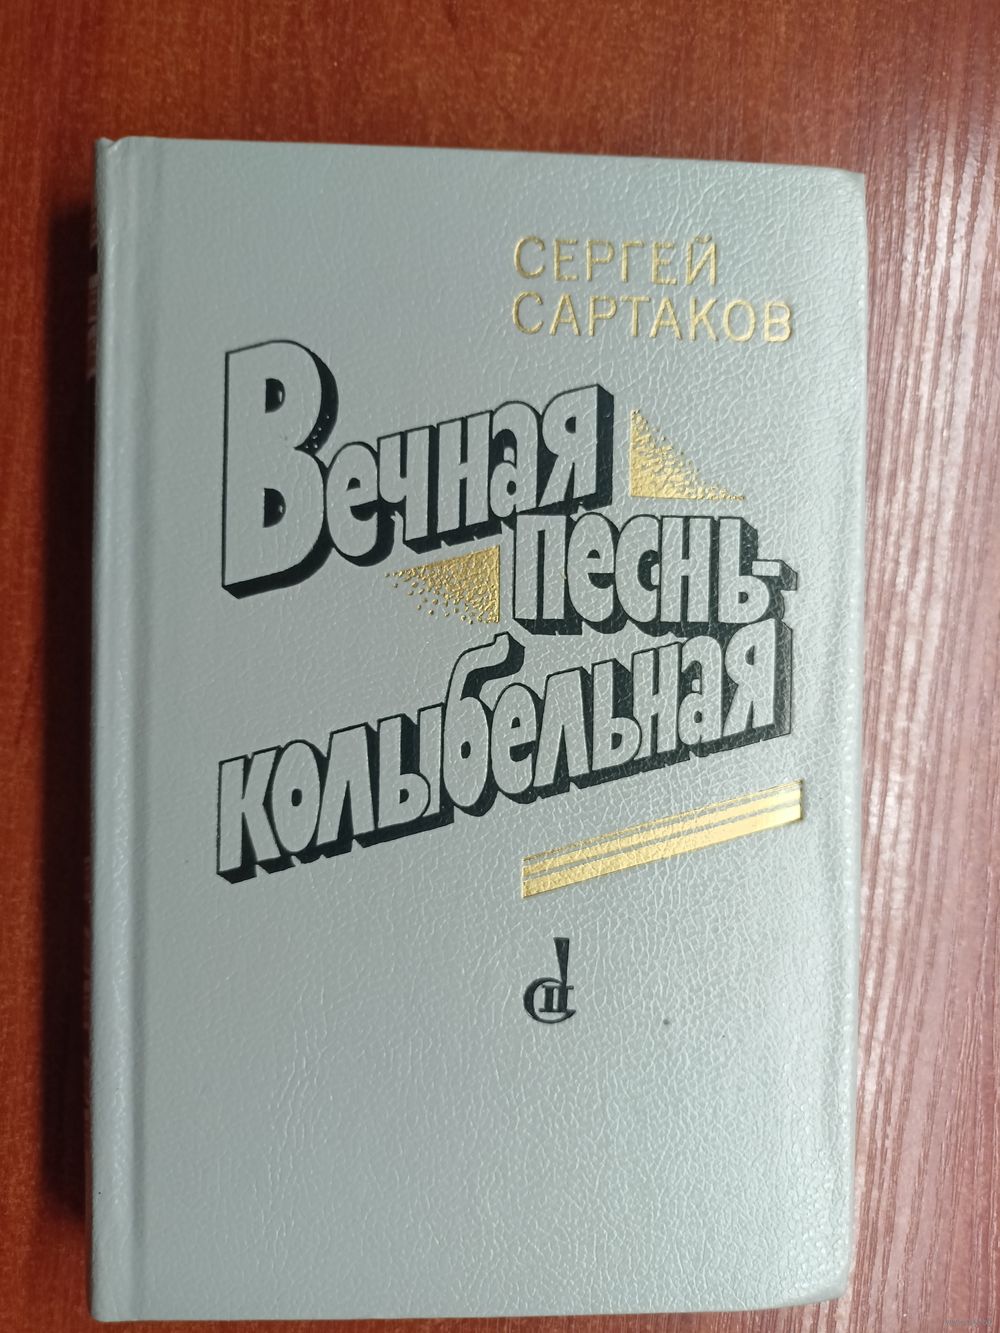 СЕРГЕЙ
САРТАКОВ
Вечная
песнь-
колыбельная